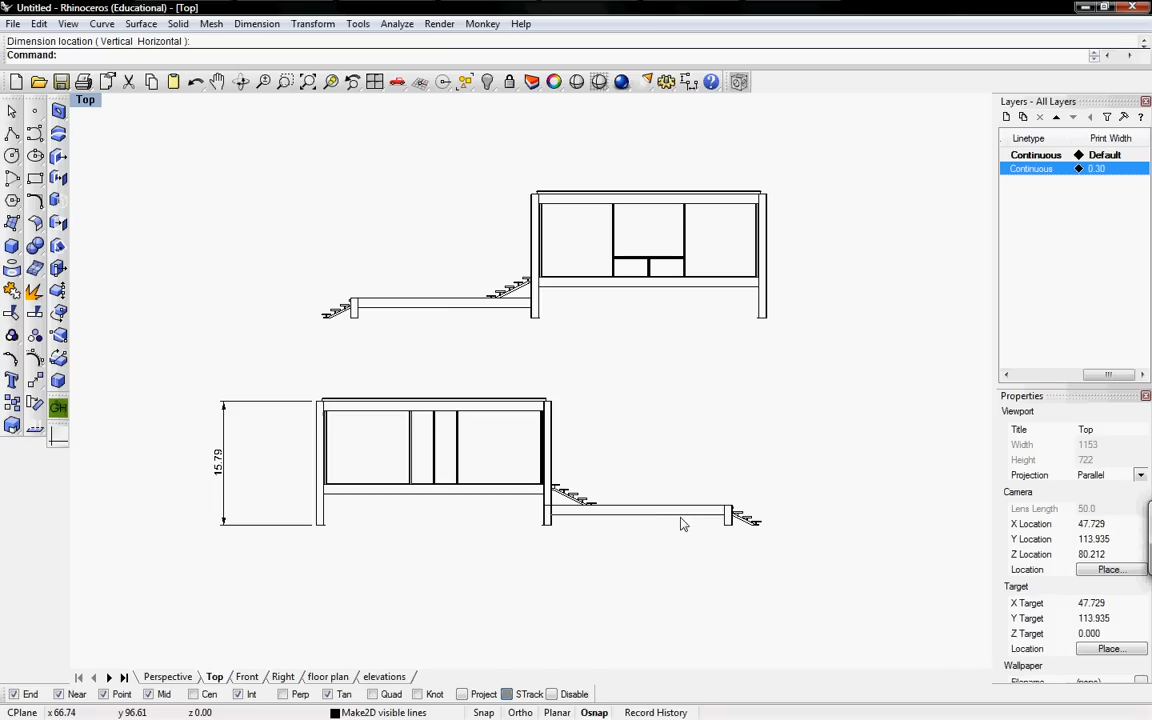 Untitled - Rhinoceros (Educational) - [Top]
File Edit View Curve Surface Solid Mesh Dimension Transform Tools Analyze Render Monkey Help
Dimension location ( Vertical Horizontal ):
Command:
Top
Layers - All Layers
Linetype Print Width
Continuous Default
Continuous 0.30
GH
15.79
Properties
Viewport
Title Top
Width 1153
Height 722
Projection Parallel
Camera
Lens Length 50.0
X Location 47.729
Y Location 113.935
Z Location 80.212
Location Place...
Target
X Target 47.729
Y Target 113.935
Z Target 0.000
Location Place...
Wallpaper
Perspective Top Front Right floor plan elevations
End Near Point Mid Cen Int Perp Tan Quad Knot Project STrack Disable
CPlane x 66.74 y 96.61 z 0.00 Make2D visible lines Snap Ortho Planar Osnap Record History